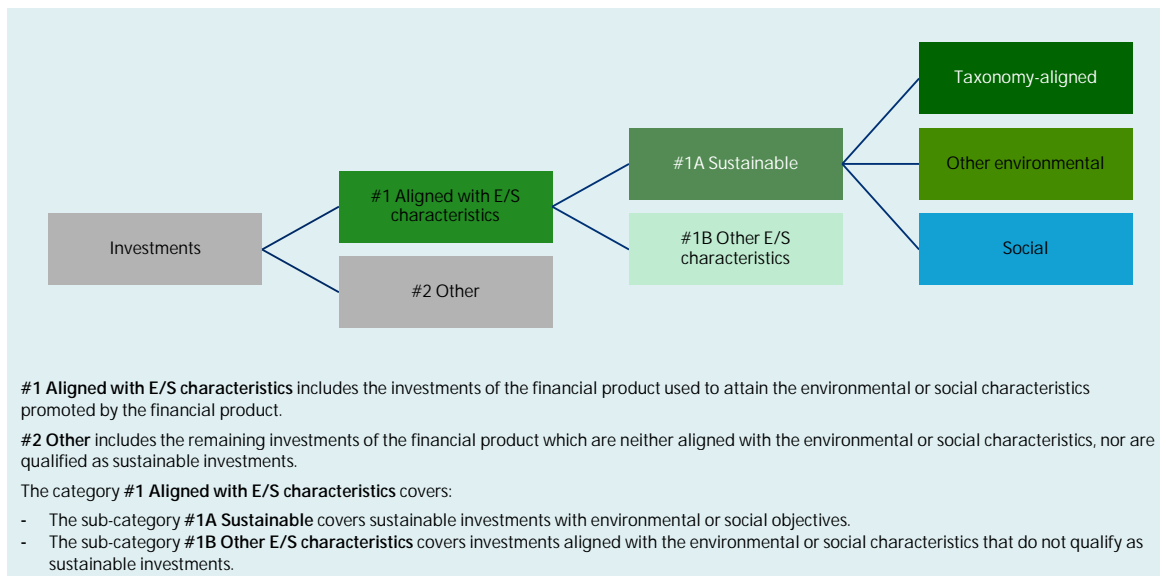 Taxonomy-aligned
#1A Sustainable
Other environmental
#1 Aligned with E/S
characteristics
Investments
#1B Other E/S
characteristics
Social
#2 Other
#1 Aligned with E/S characteristics includes the investments of the financial product used to attain the environmental or social characteristics
promoted by the financial product.
#2 Other includes the remaining investments of the financial product which are neither aligned with the environmental or social characteristics, nor are
qualified as sustainable investments.
The category #1 Aligned with E/S characteristics covers:
- The sub-category #1A Sustainable covers sustainable investments with environmental or social objectives.
- The sub-category #1B Other E/S characteristics covers investments aligned with the environmental or social characteristics that do not qualify as
sustainable investments.